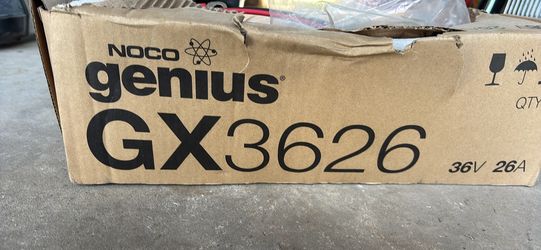 NOCO
genius®
GX3626
36V 26A
QTY